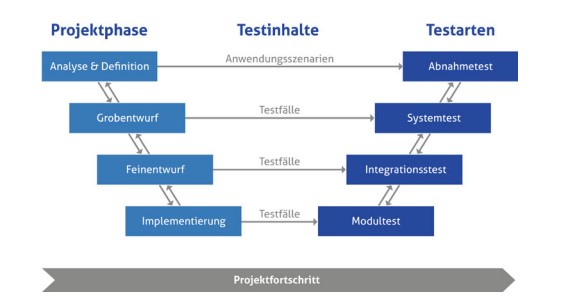 Projektphase Testinhalte Testarten
Analyse & Definition Anwendungsszenarien Abnahmetest
Grobentwurf Testfälle Systemtest
Feinentwurf Testfälle Integrationsstest
Implementierung Testfälle Modultest
Projektfortschritt